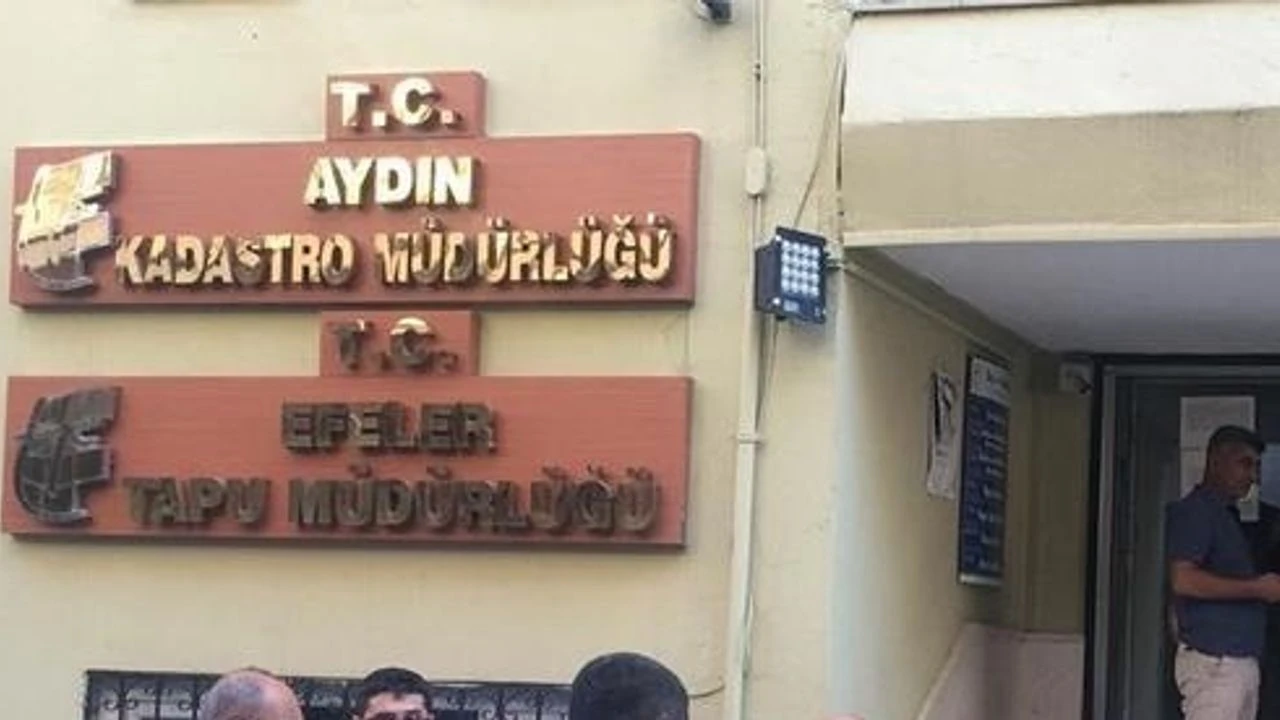 T.C.
AYDIN
KADASTRO MÜDÜRLÜĞÜ
T.C.
EFELER
TAPU MÜDÜRLÜĞÜ